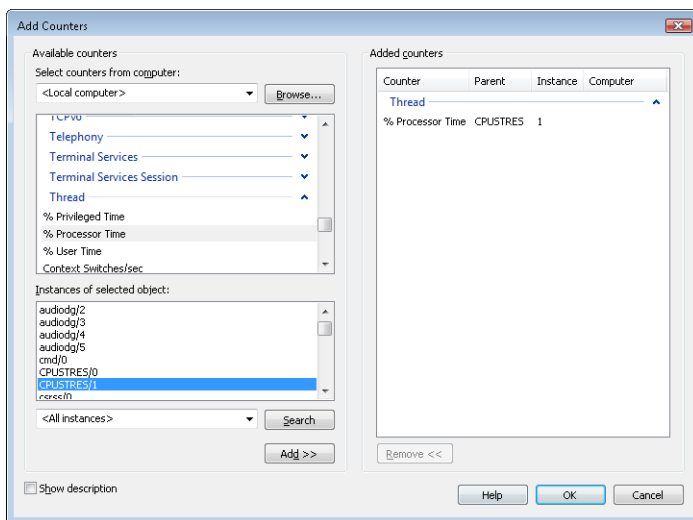 Add Counters
Available counters
Select counters from computer:
<Local computer>
Browse...
TCPv6
Telephony
Terminal Services
Terminal Services Session
Thread
% Privileged Time
% Processor Time
% User Time
Context Switches/sec
Instances of selected object:
audiodg/2
audiodg/3
audiodg/4
audiodg/5
cmd/0
CPUSTRES/0
CPUSTRES/1
csrss/0
<All instances>
Search
Add >>
Show description
Added counters
Counter Parent Instance Computer
Thread
% Processor Time CPUSTRES 1
Remove <<
Help OK Cancel